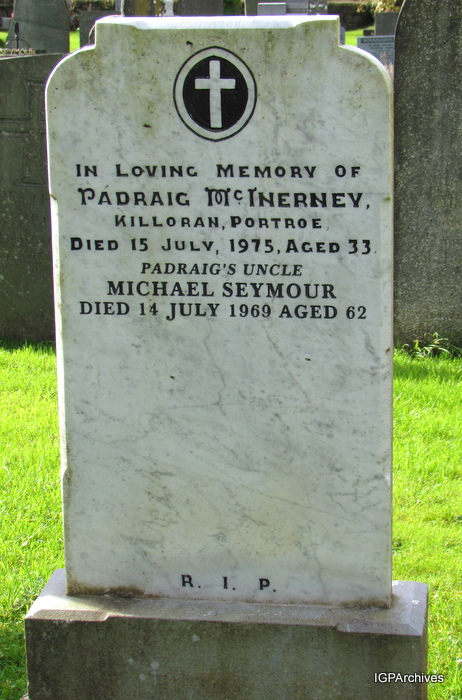 In Loving Memory Of
Padraig McInerney,
Killoran, Portroe
Died 15 July, 1975, Aged 33.
PADRAIG'S UNCLE
MICHAEL SEYMOUR
DIED 14 JULY 1969 AGED 62
R. I. P.
IGPArchives